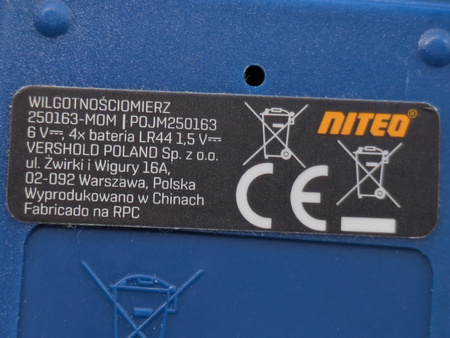 WILGOTNOŚCIOMIERZ
250163-MOM | POJM250163
6 V⎓, 4x bateria LR44 1,5 V⎓
VERSHOLD POLAND Sp. z o.o.
ul. Żwirki i Wigury 16A,
02-092 Warszawa, Polska
Wyprodukowano w Chinach
Fabricado na RPC
NITEO®
CE